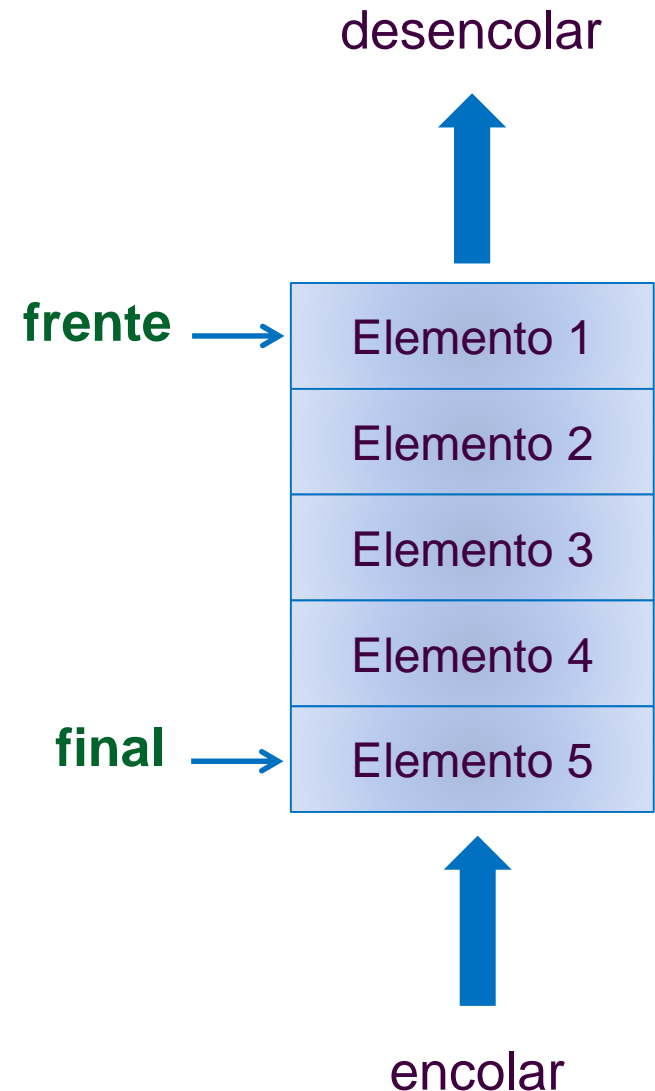 desencolar
frente
Elemento 1
Elemento 2
Elemento 3
Elemento 4
final
Elemento 5
encolar